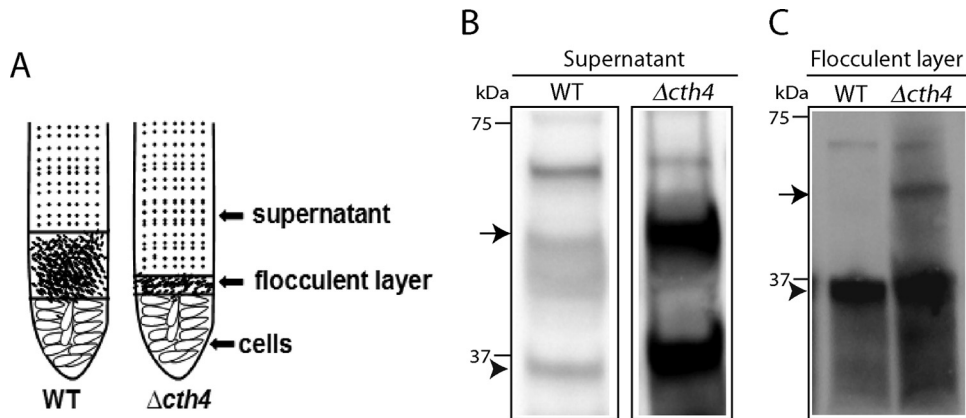 A
supernatant
flocculent layer
cells
WT Δcth4
B
Supernatant
kDa WT Δcth4
75
37
C
Flocculent layer
kDa WT Δcth4
75
37